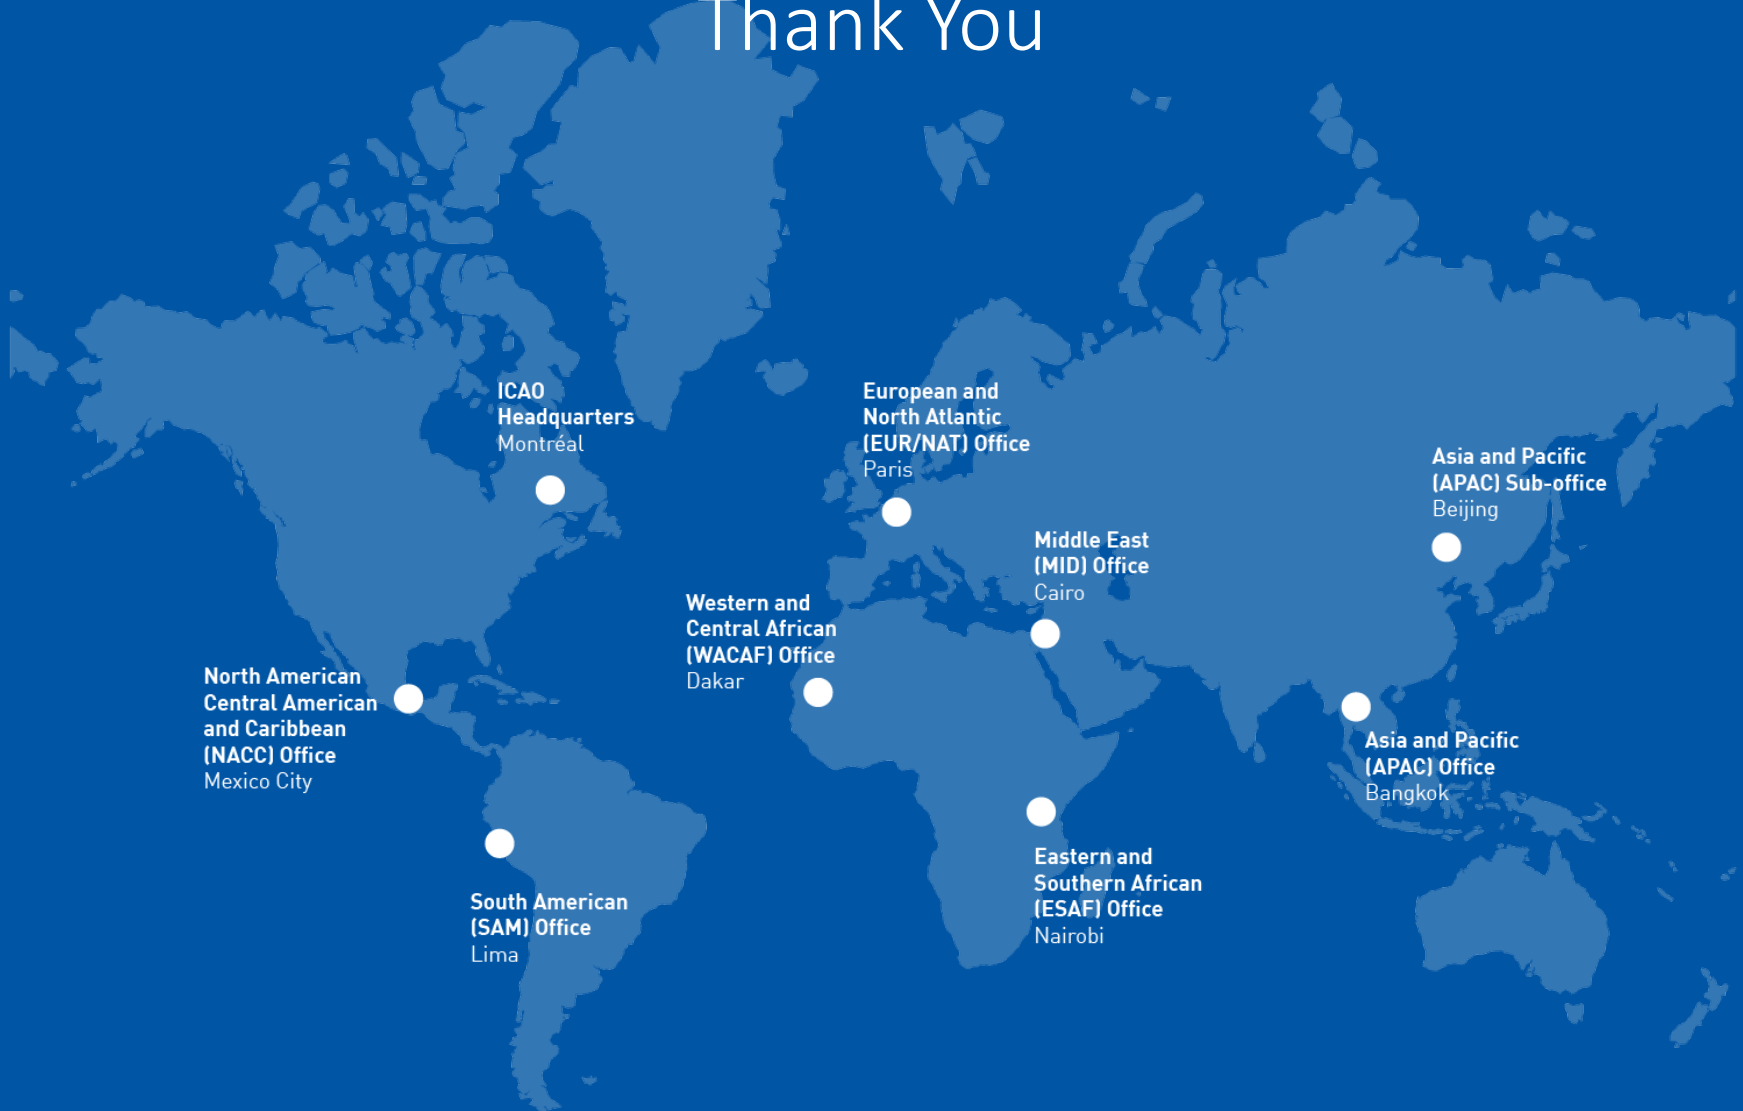 Thank You
ICAO
Headquarters
Montréal
European and
North Atlantic
(EUR/NAT) Office
Paris
Asia and Pacific
(APAC) Sub-office
Beijing
Middle East
(MID) Office
Cairo
Western and
Central African
(WACAF) Office
Dakar
North American
Central American
and Caribbean
(NACC) Office
Mexico City
Asia and Pacific
(APAC) Office
Bangkok
Eastern and
Southern African
(ESAF) Office
Nairobi
South American
(SAM) Office
Lima